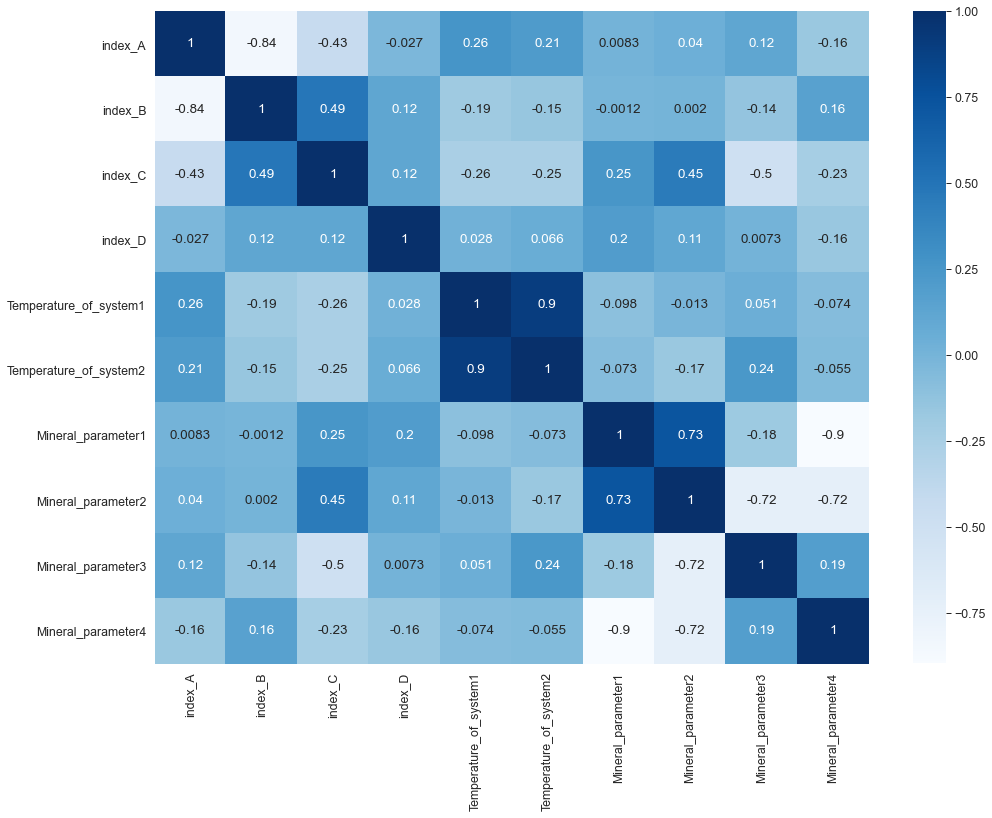 index_A 1 -0.84 -0.43 -0.027 0.26 0.21 0.0083 0.04 0.12 -0.16
index_B -0.84 1 0.49 0.12 -0.19 -0.15 -0.0012 0.002 -0.14 0.16
index_C -0.43 0.49 1 0.12 -0.26 -0.25 0.25 0.45 -0.5 -0.23
index_D -0.027 0.12 0.12 1 0.028 0.066 0.2 0.11 0.0073 -0.16
Temperature_of_system1 0.26 -0.19 -0.26 0.028 1 0.9 -0.098 -0.013 0.051 -0.074
Temperature_of_system2 0.21 -0.15 -0.25 0.066 0.9 1 -0.073 -0.17 0.24 -0.055
Mineral_parameter1 0.0083 -0.0012 0.25 0.2 -0.098 -0.073 1 0.73 -0.18 -0.9
Mineral_parameter2 0.04 0.002 0.45 0.11 -0.013 -0.17 0.73 1 -0.72 -0.72
Mineral_parameter3 0.12 -0.14 -0.5 0.0073 0.051 0.24 -0.18 -0.72 1 0.19
Mineral_parameter4 -0.16 0.16 -0.23 -0.16 -0.074 -0.055 -0.9 -0.72 0.19 1
index_A
index_B
index_C
index_D
Temperature_of_system1
Temperature_of_system2
Mineral_parameter1
Mineral_parameter2
Mineral_parameter3
Mineral_parameter4
1.00
0.75
0.50
0.25
0.00
−0.25
−0.50
−0.75